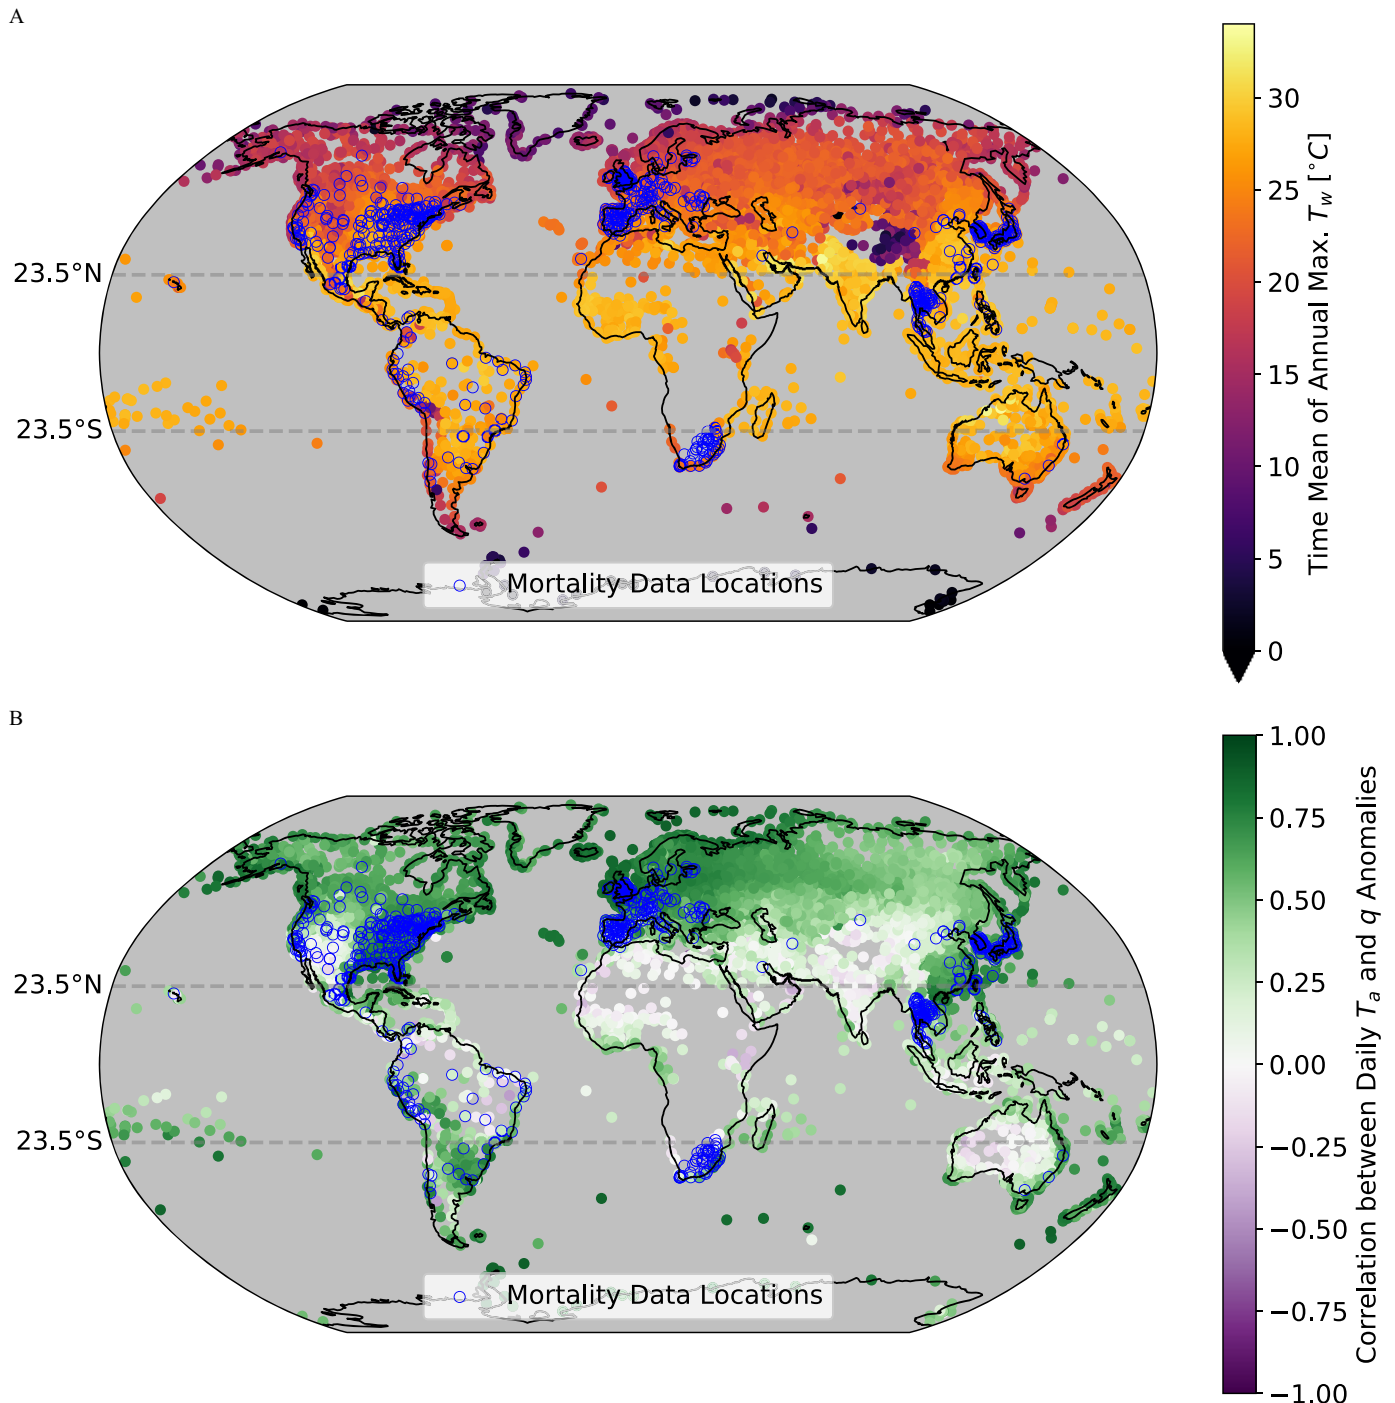 A
23.5°N
23.5°S
Mortality Data Locations
30
25
20
15
10
5
0
Time Mean of Annual Max. T_w [°C]
B
23.5°N
23.5°S
Mortality Data Locations
1.00
0.75
0.50
0.25
0.00
−0.25
−0.50
−0.75
−1.00
Correlation between Daily T_a and q Anomalies